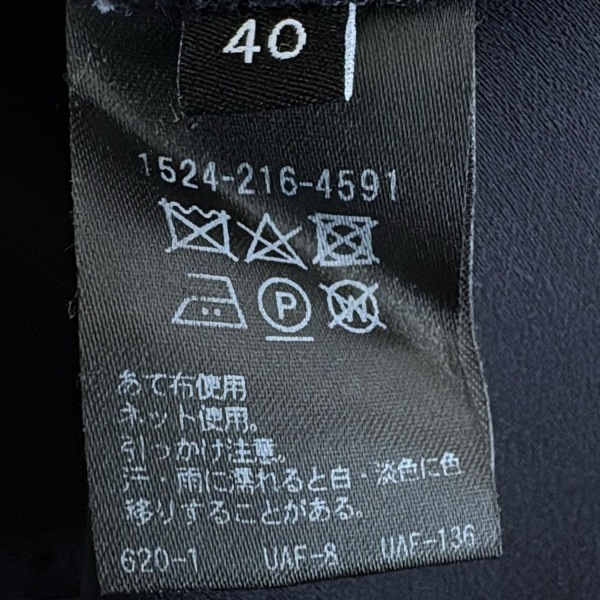 40
1524-216-4591
P
W
あて布使用
ネット使用。
引っかけ注意。
汗・雨に濡れると白・淡色に色
移りすることがある。
620-1 UAF-8 UAF-136